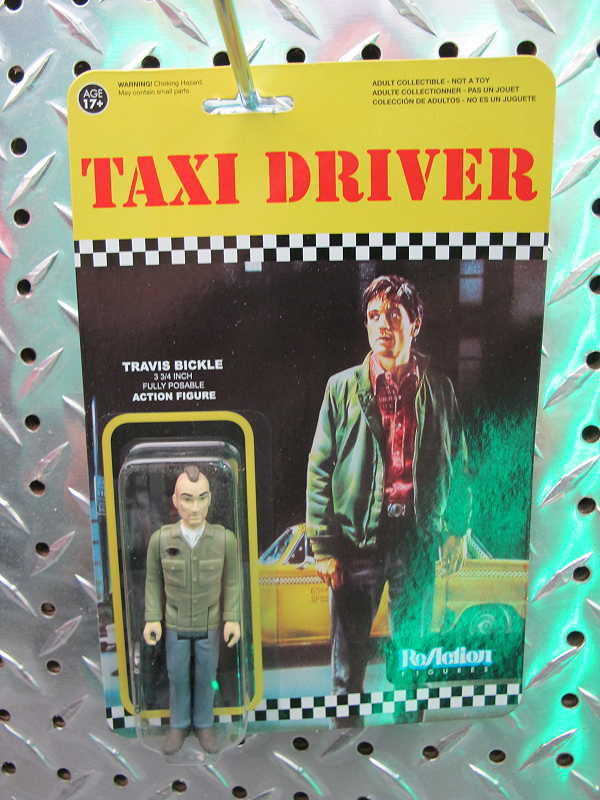 AGE
17+
WARNING! Choking Hazard.
May contain small parts.
ADULT COLLECTIBLE - NOT A TOY
ADULTE COLLECTIONNER - PAS UN JOUET
COLECCIÓN DE ADULTOS - NO ES UN JUGUETE
TAXI DRIVER
TRAVIS BICKLE
3 3/4 INCH
FULLY POSABLE
ACTION FIGURE
ReAction
FIGURES